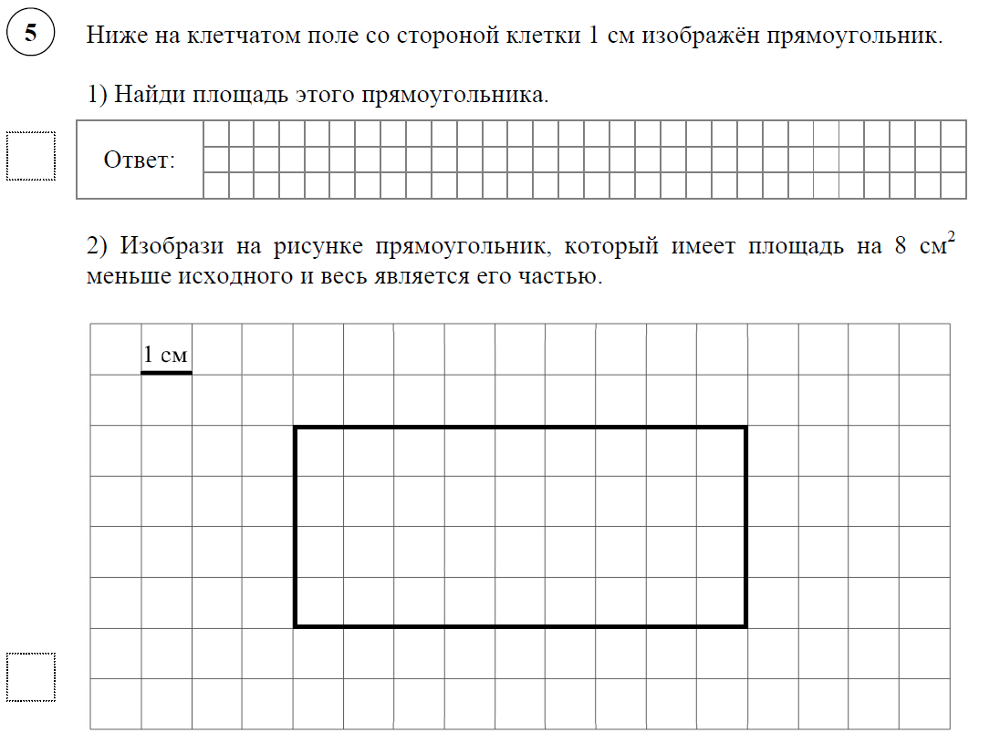 5
Ниже на клетчатом поле со стороной клетки 1 см изображён прямоугольник.
1) Найди площадь этого прямоугольника.
Ответ:
2) Изобрази на рисунке прямоугольник, который имеет площадь на 8 см²
меньше исходного и весь является его частью.
1 см